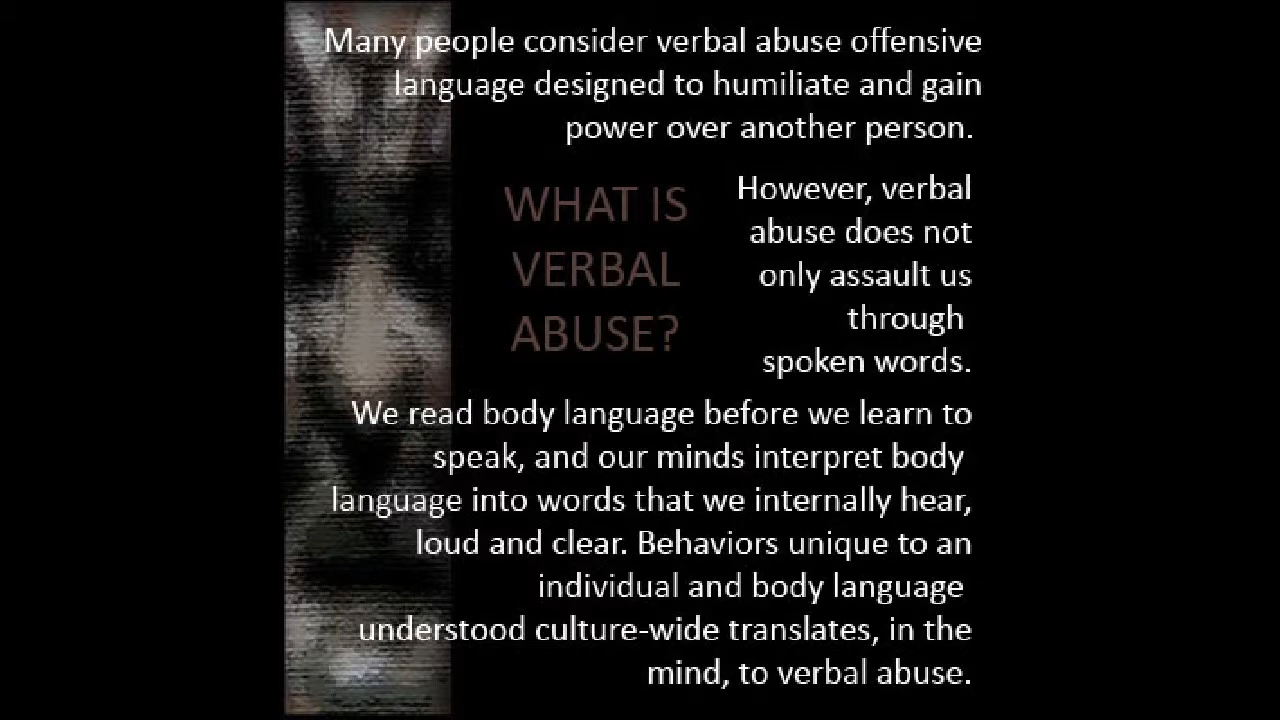 Many people consider verbal abuse offensive
language designed to humiliate and gain
power over another person.
WHAT IS
VERBAL
ABUSE?
However, verbal
abuse does not
only assault us
through
spoken words.
We read body language before we learn to
speak, and our minds interpret body
language into words that we internally hear,
loud and clear. Behaviors unique to an
individual and body language
understood culture-wide translates, in the
mind, to verbal abuse.